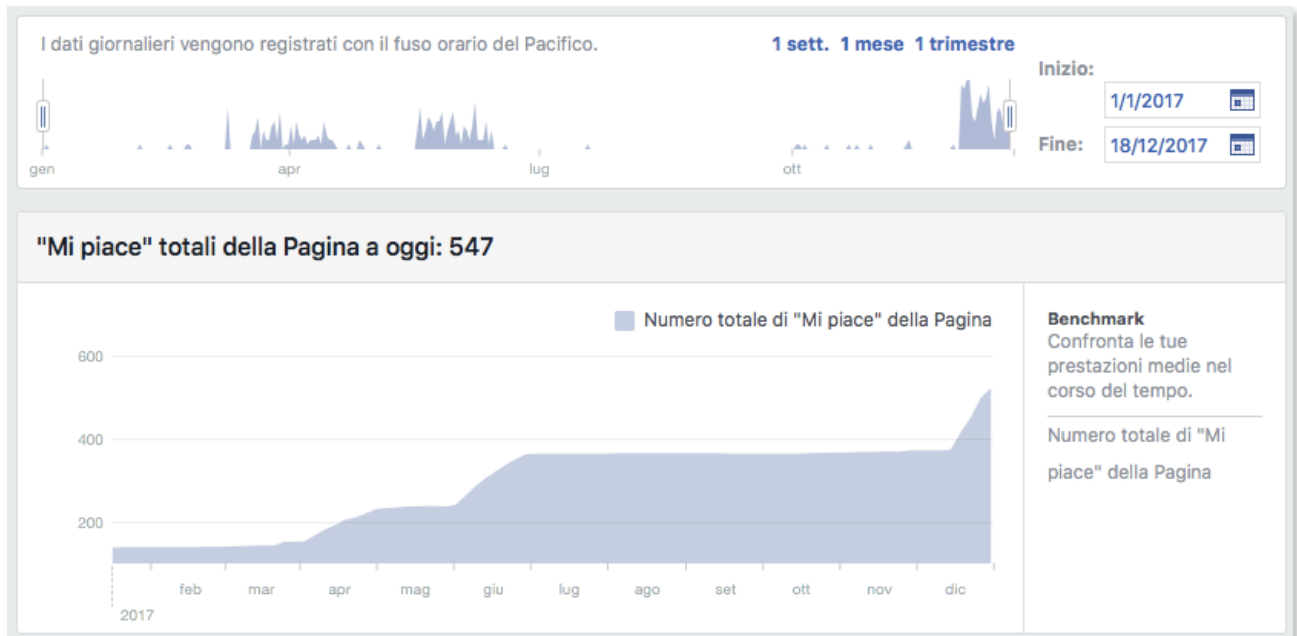 I dati giornalieri vengono registrati con il fuso orario del Pacifico.
1 sett. 1 mese 1 trimestre
Inizio:
1/1/2017
Fine:
18/12/2017
gen apr lug ott
"Mi piace" totali della Pagina a oggi: 547
Numero totale di "Mi piace" della Pagina
600
400
200
feb mar apr mag giu lug ago set ott nov dic
2017
Benchmark
Confronta le tue
prestazioni medie nel
corso del tempo.
Numero totale di "Mi
piace" della Pagina